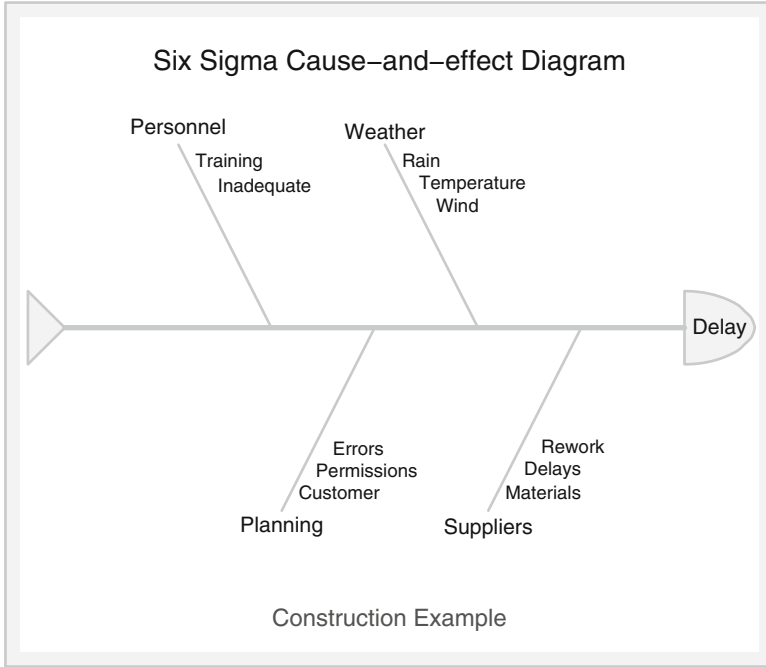 Six Sigma Cause−and−effect Diagram
Personnel
Training
Inadequate
Weather
Rain
Temperature
Wind
Delay
Errors
Permissions
Customer
Planning
Rework
Delays
Materials
Suppliers
Construction Example